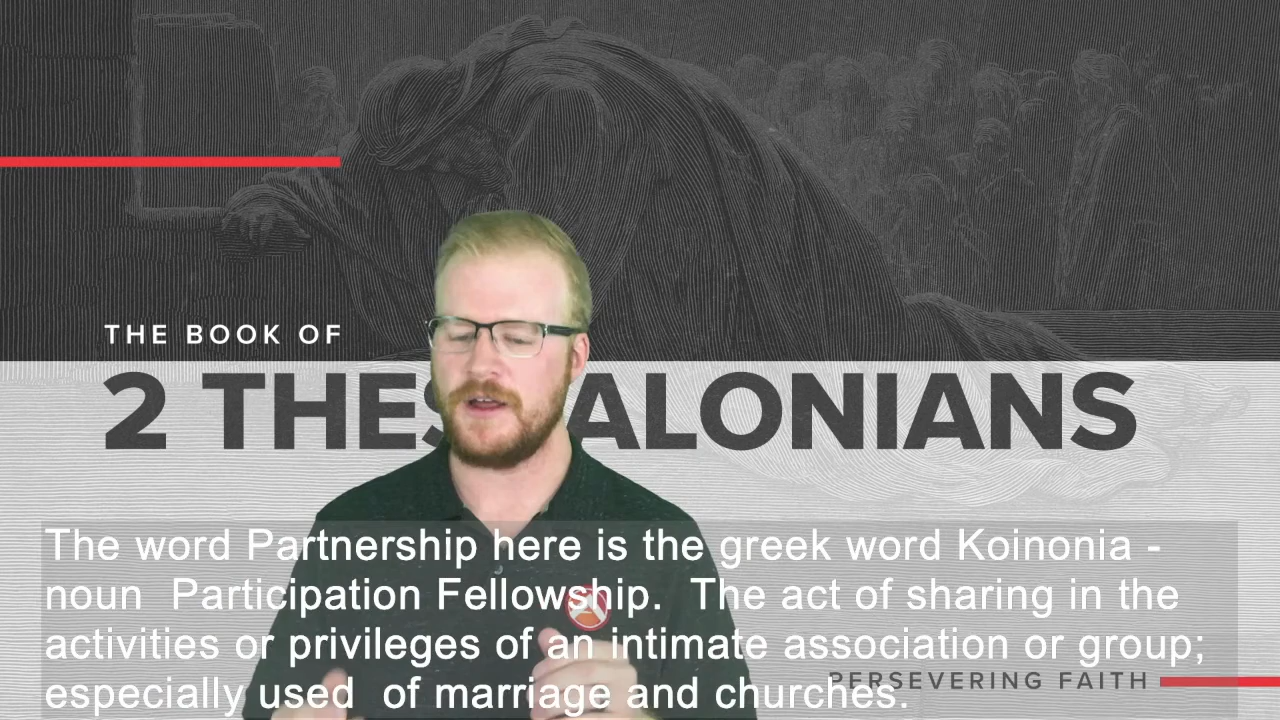 THE BOOK OF
2 THESSALONIANS
The word Partnership here is the greek word Koinonia -
noun  Participation Fellowship.  The act of sharing in the
activities or privileges of an intimate association or group;
especially used  of marriage and churches.
PERSEVERING FAITH